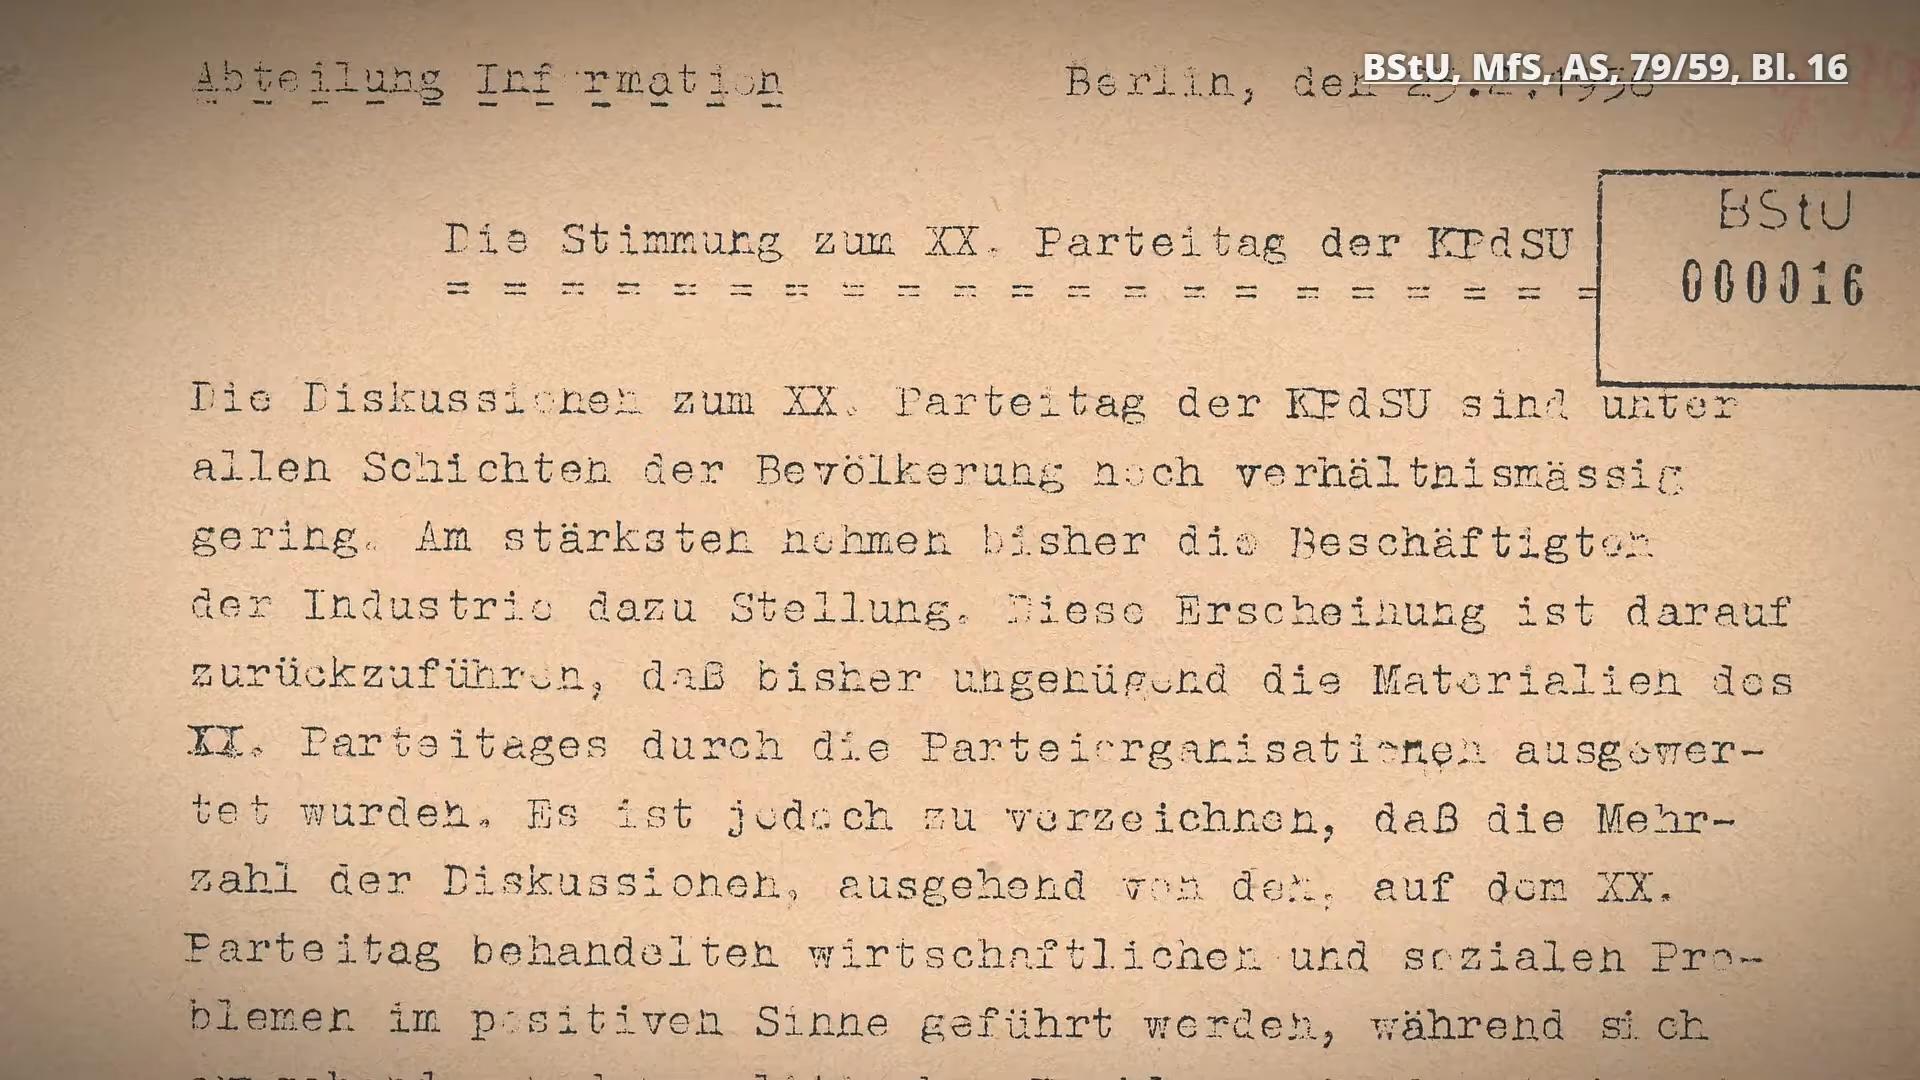 BStU, MfS, AS, 79/59, Bl. 16
Abteilung Information Berlin, den
BStU
000016
Die Stimmung zum XX. Parteitag der KPdSU
Die Diskussionen zum XX. Parteitag der KPdSU sind unter
allen Schichten der Bevölkerung noch verhältnismässig
gering. Am stärksten nehmen bisher die Beschäftigten
der Industrie dazu Stellung. Diese Erscheinung ist darauf
zurückzuführen, daß bisher ungenügend die Materialien des
XX. Parteitages durch die Parteiorganisationen ausgewer-
tet wurden. Es ist jedoch zu verzeichnen, daß die Mehr-
zahl der Diskussionen, ausgehend von den, auf dem XX.
Parteitag behandelten wirtschaftlichen und sozialen Pro-
blemen im positiven Sinne geführt werden, während sich